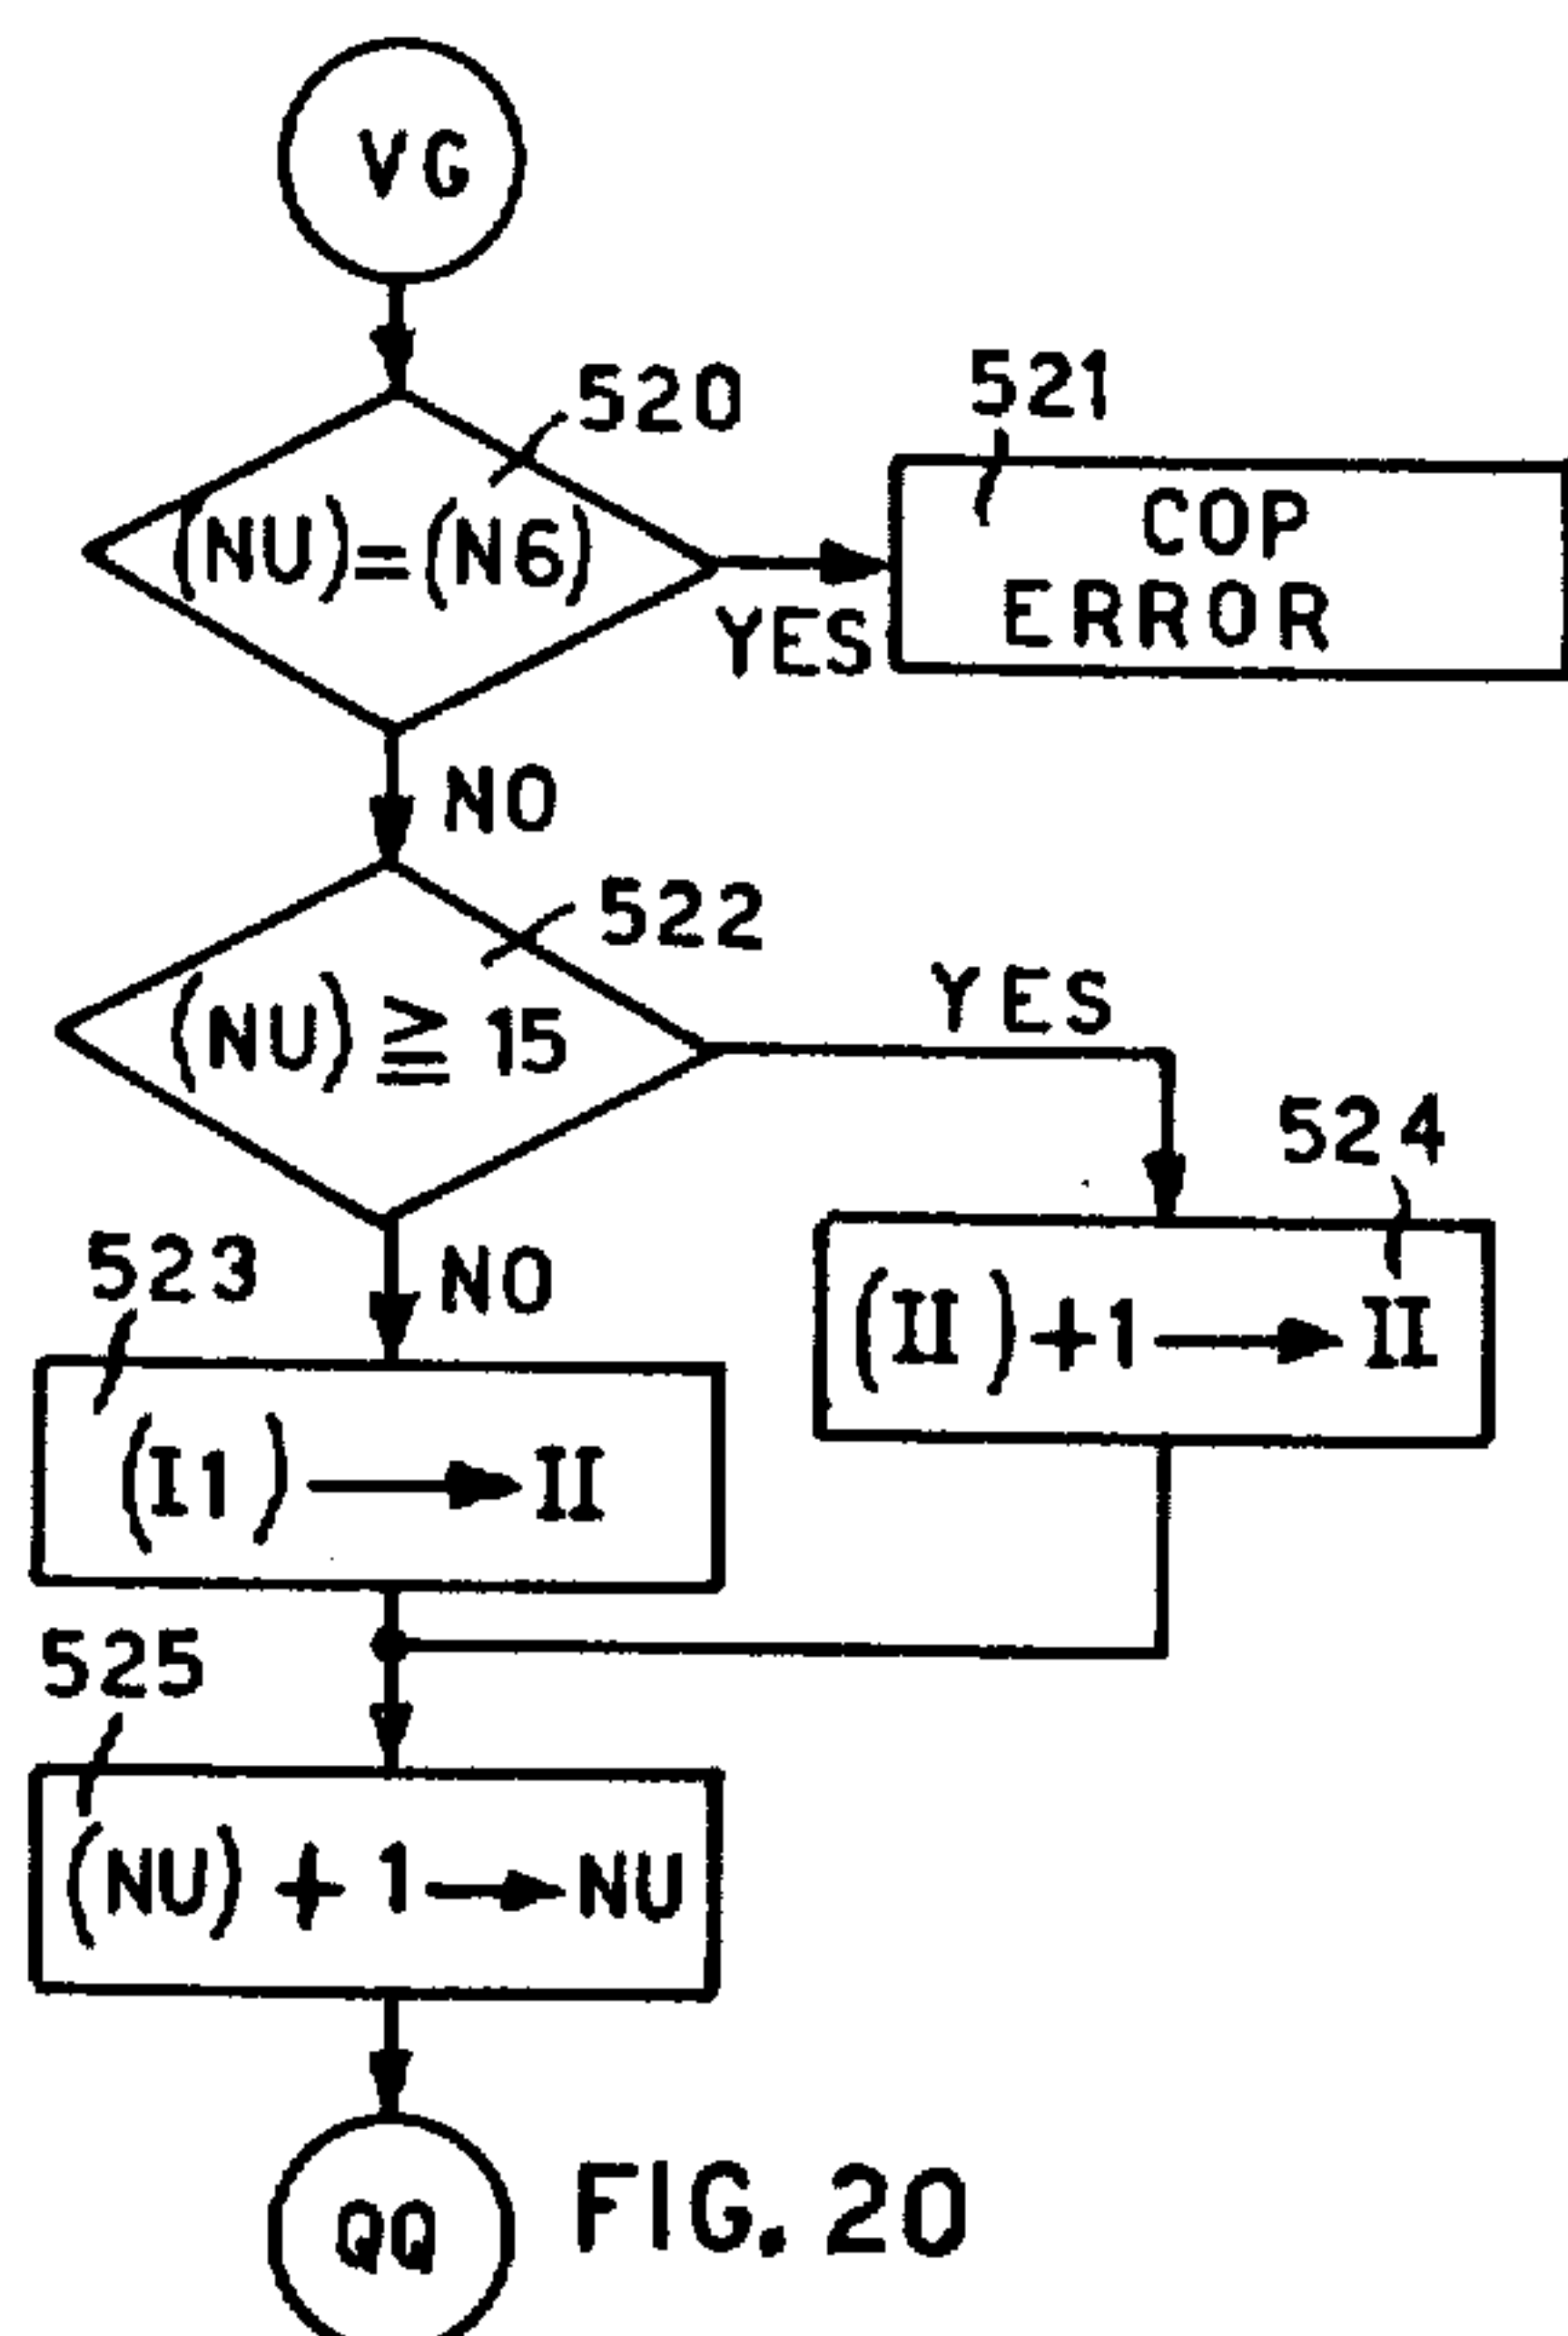 VG
520
521
(NU)=(N6)
COP
ERROR
YES
NO
522
(NU)≧15
YES
524
523
NO
(II)+1→II
(I1)→II
525
(NU)+1→NU
QQ
FIG. 20